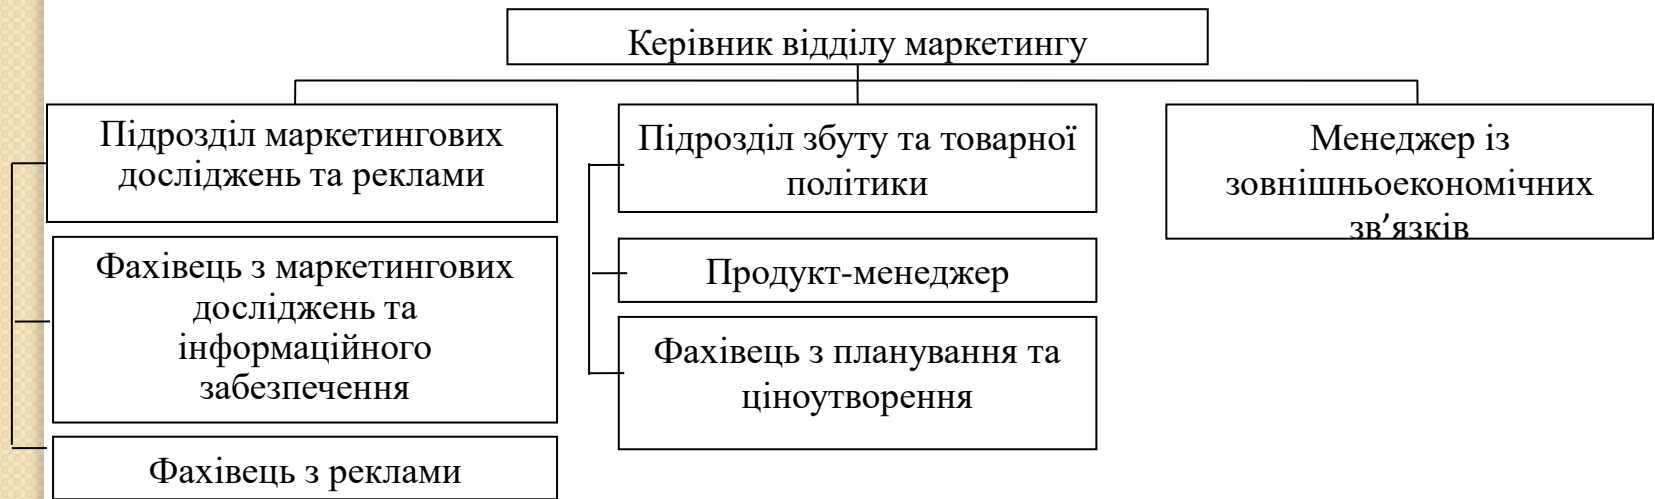 Керівник відділу маркетингу
Підрозділ маркетингових
досліджень та реклами
Фахівець з маркетингових
досліджень та
інформаційного
забезпечення
Фахівець з реклами
Підрозділ збуту та товарної
політики
Продукт-менеджер
Фахівець з планування та
ціноутворення
Менеджер із
зовнішньоекономічних
зв’язків